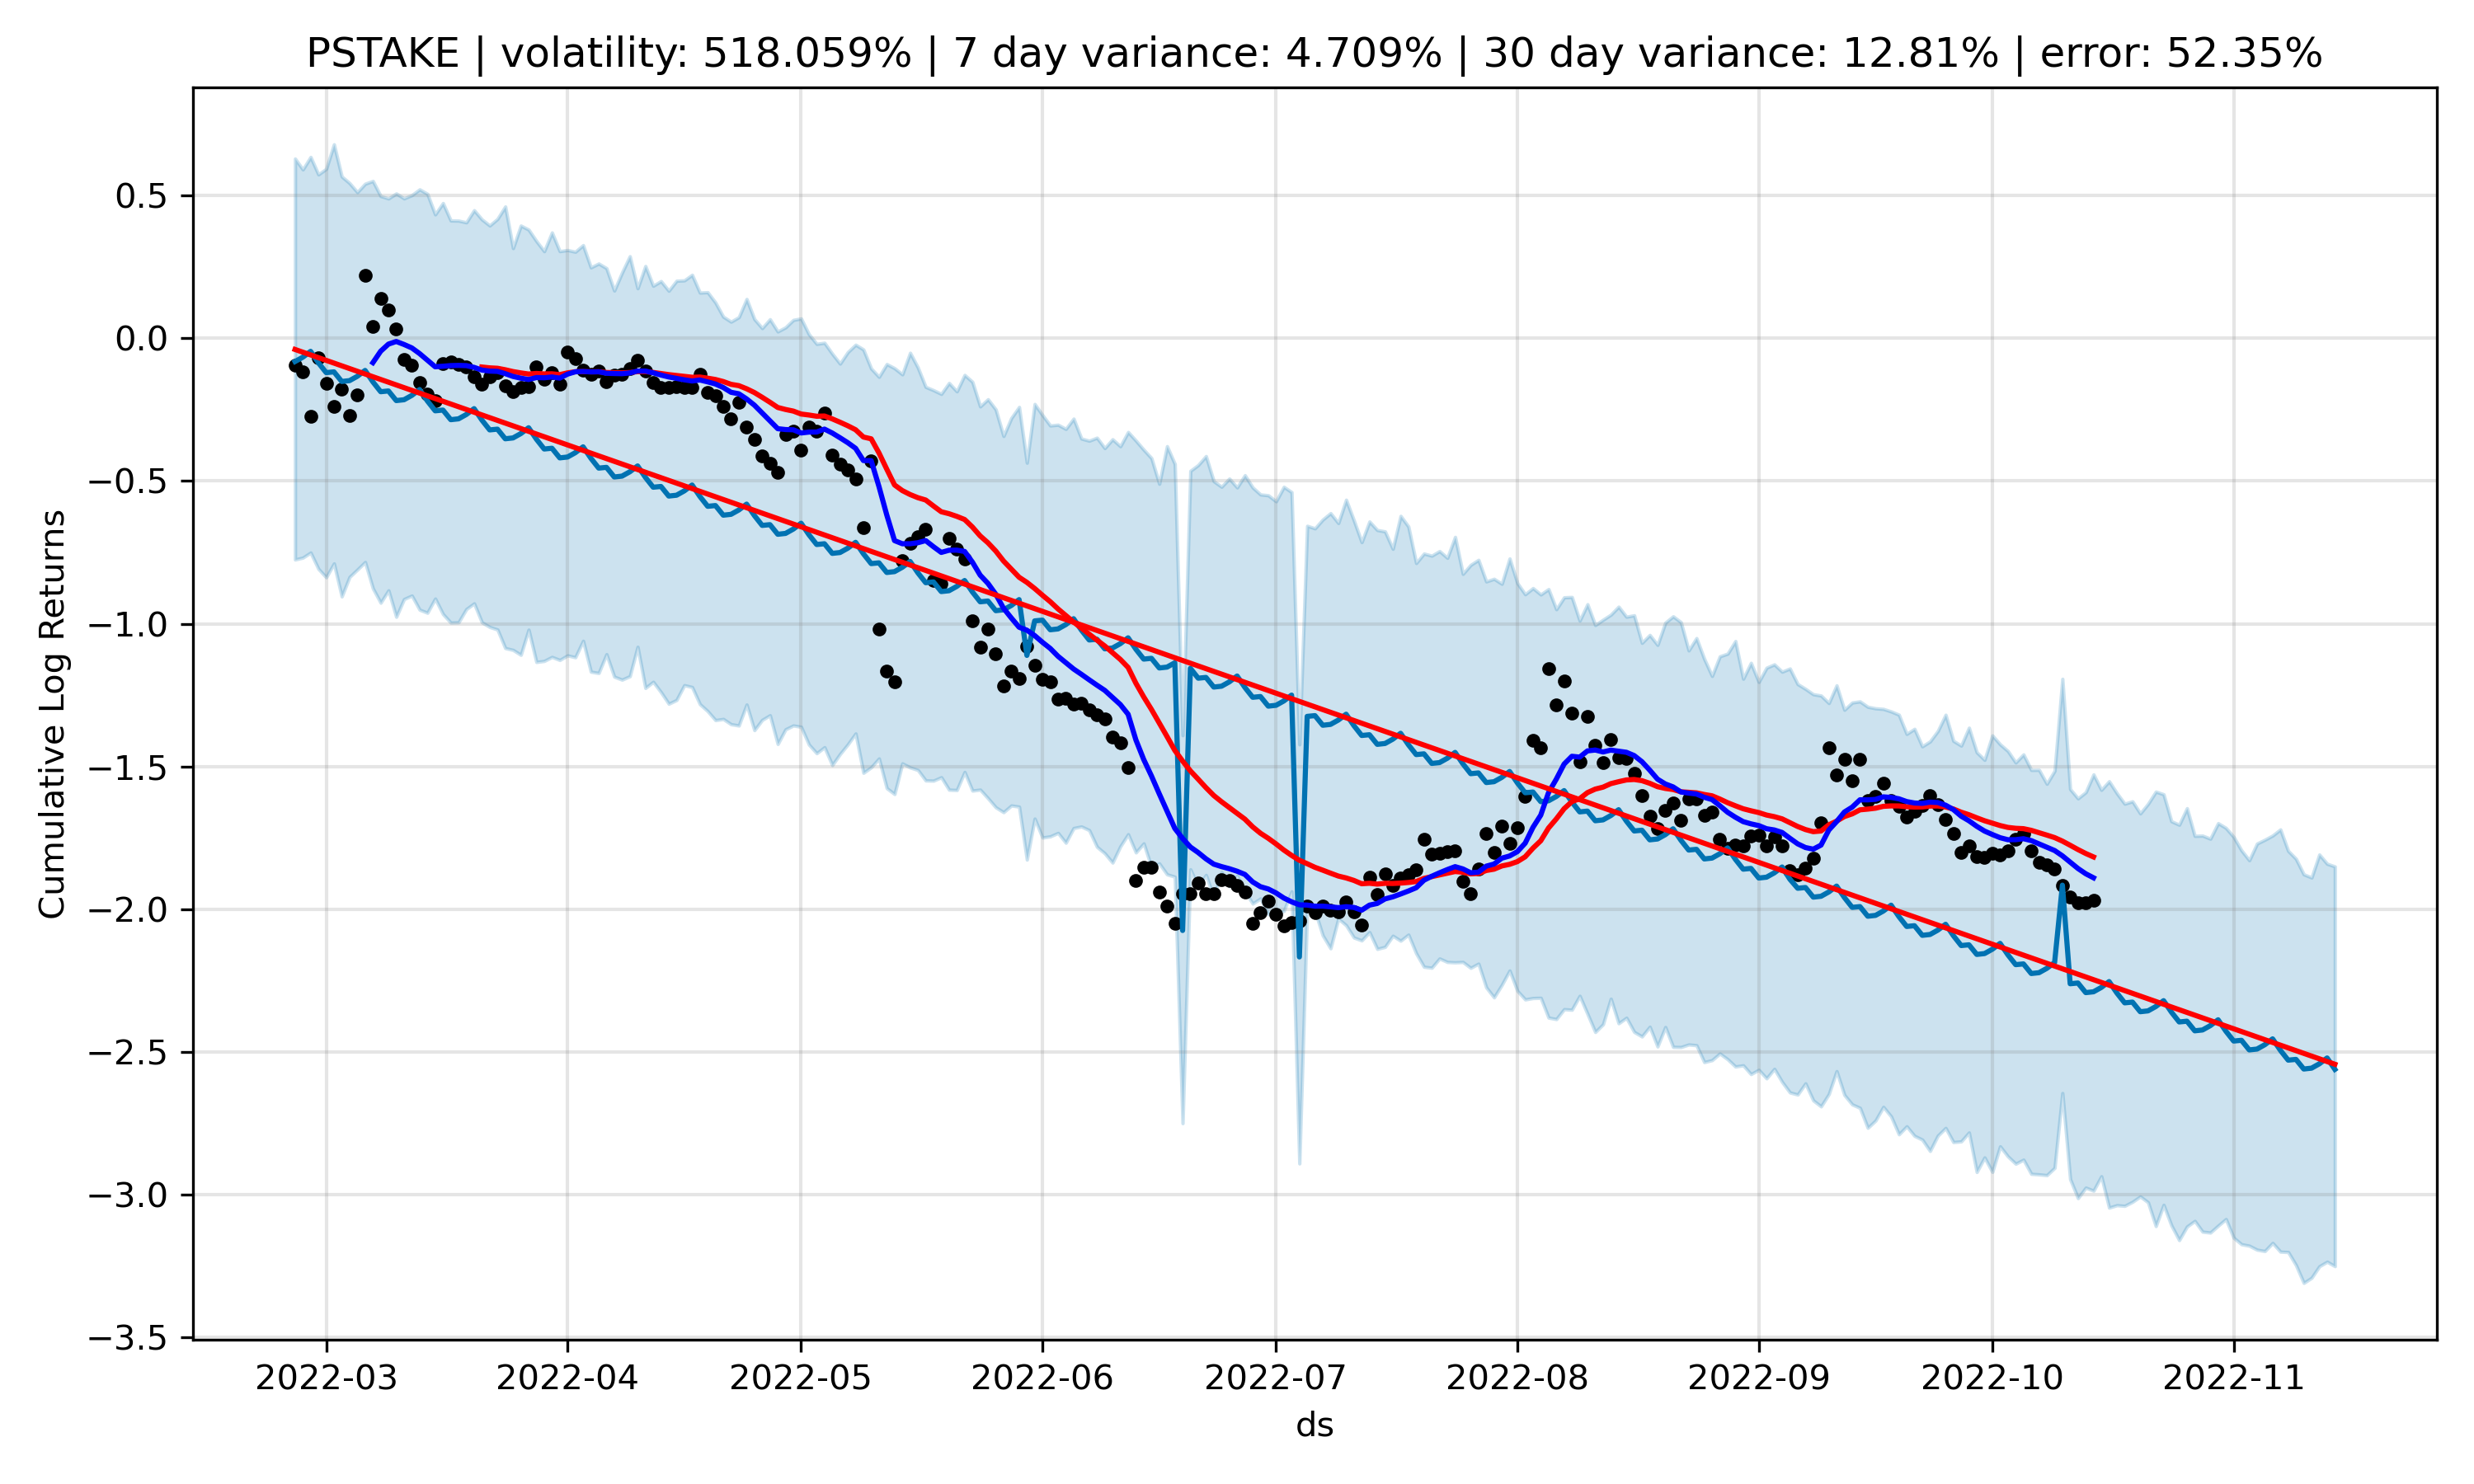 PSTAKE | volatility: 518.059% | 7 day variance: 4.709% | 30 day variance: 12.81% | error: 52.35%
Cumulative Log Returns
0.5
0.0
−0.5
−1.0
−1.5
−2.0
−2.5
−3.0
−3.5
2022-03 2022-04 2022-05 2022-06 2022-07 2022-08 2022-09 2022-10 2022-11
ds